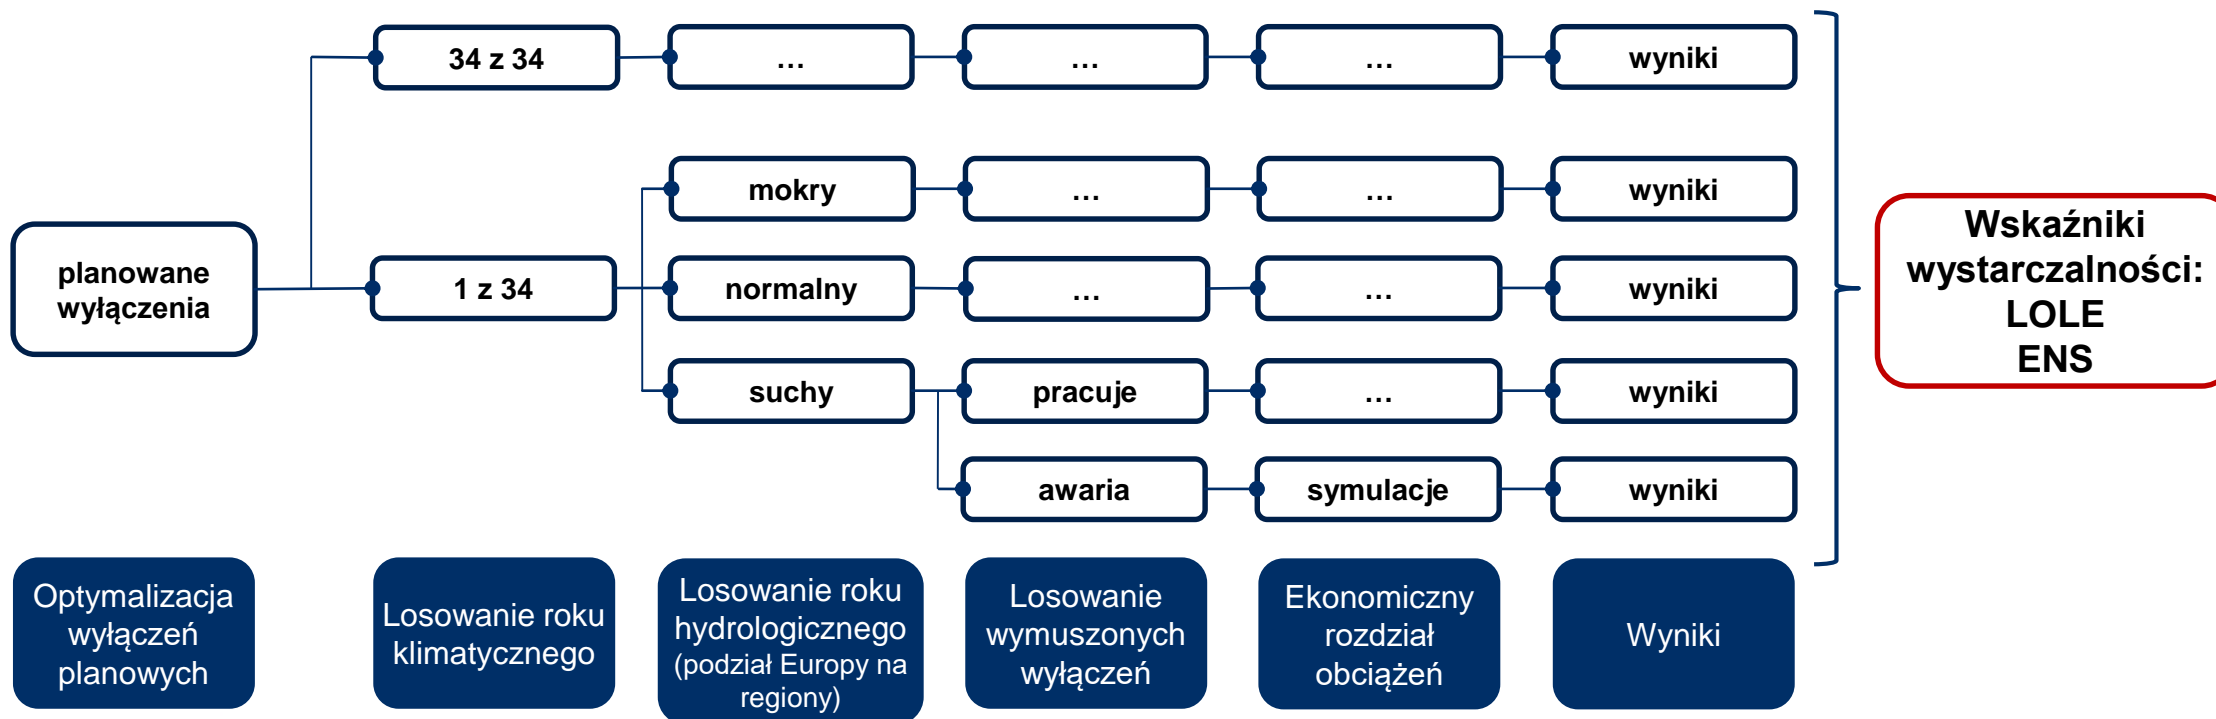 34 z 34
…
…
…
wyniki
mokry
…
…
wyniki
planowane
wyłączenia
1 z 34
normalny
…
…
wyniki
suchy
pracuje
…
wyniki
awaria
symulacje
wyniki
Wskaźniki
wystarczalności:
LOLE
ENS
Optymalizacja
wyłączeń
planowych
Losowanie roku
klimatycznego
Losowanie roku
hydrologicznego
(podział Europy na
regiony)
Losowanie
wymuszonych
wyłączeń
Ekonomiczny
rozdział
obciążeń
Wyniki